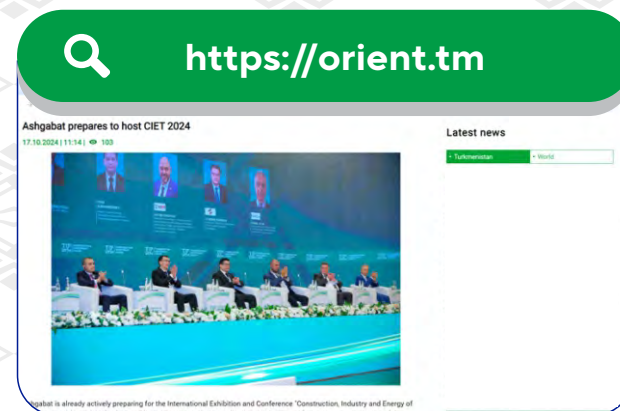 https://orient.tm
Ashgabat prepares to host CIET 2024
17.10.2024 | 11:14 | 103
Latest news
+ Turkmenistan
+ World
Ashgabat is already actively preparing for the International Exhibition and Conference "Construction, Industry and Energy of